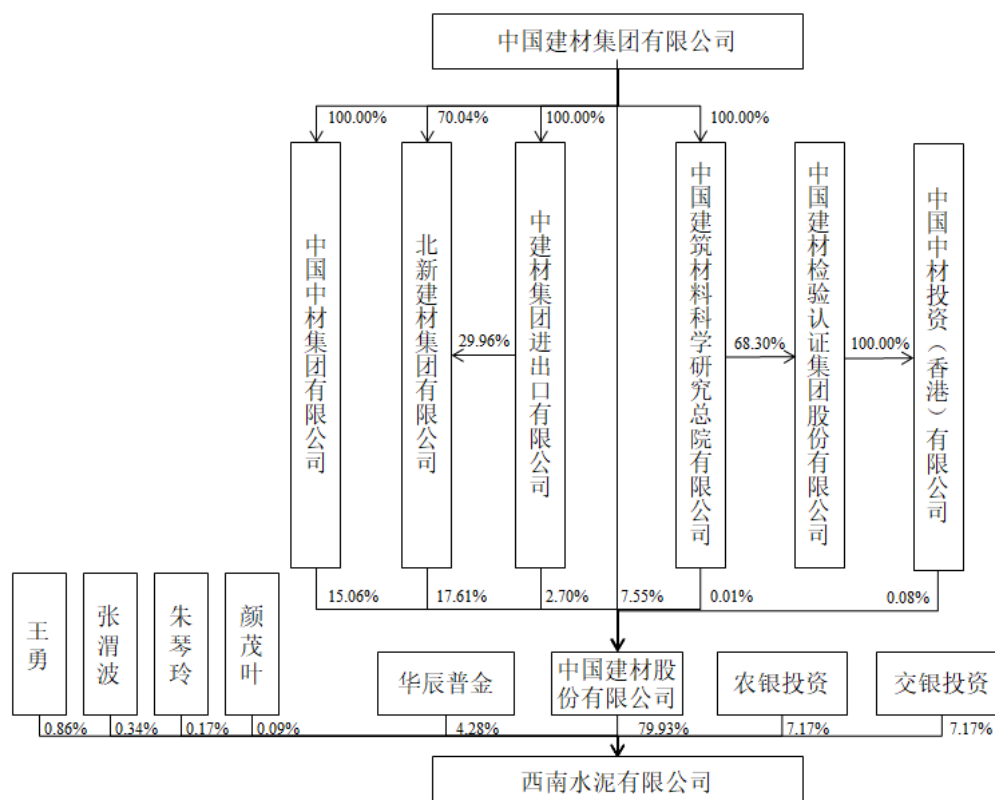 中国建材集团有限公司
100.00%
70.04%
100.00%
100.00%
中国中材集团有限公司
北新建材集团有限公司
29.96%
中建材集团进出口有限公司
中国建筑材料科学研究总院有限公司
68.30%
中国建材检验认证集团股份有限公司
100.00%
中国中材投资（香港）有限公司
15.06%
17.61%
2.70%
7.55%
0.01%
0.08%
王勇
张渭波
朱琴玲
颜茂叶
华辰普金
中国建材股
份有限公司
农银投资
交银投资
0.86%
0.34%
0.17%
0.09%
4.28%
79.93%
7.17%
7.17%
西南水泥有限公司